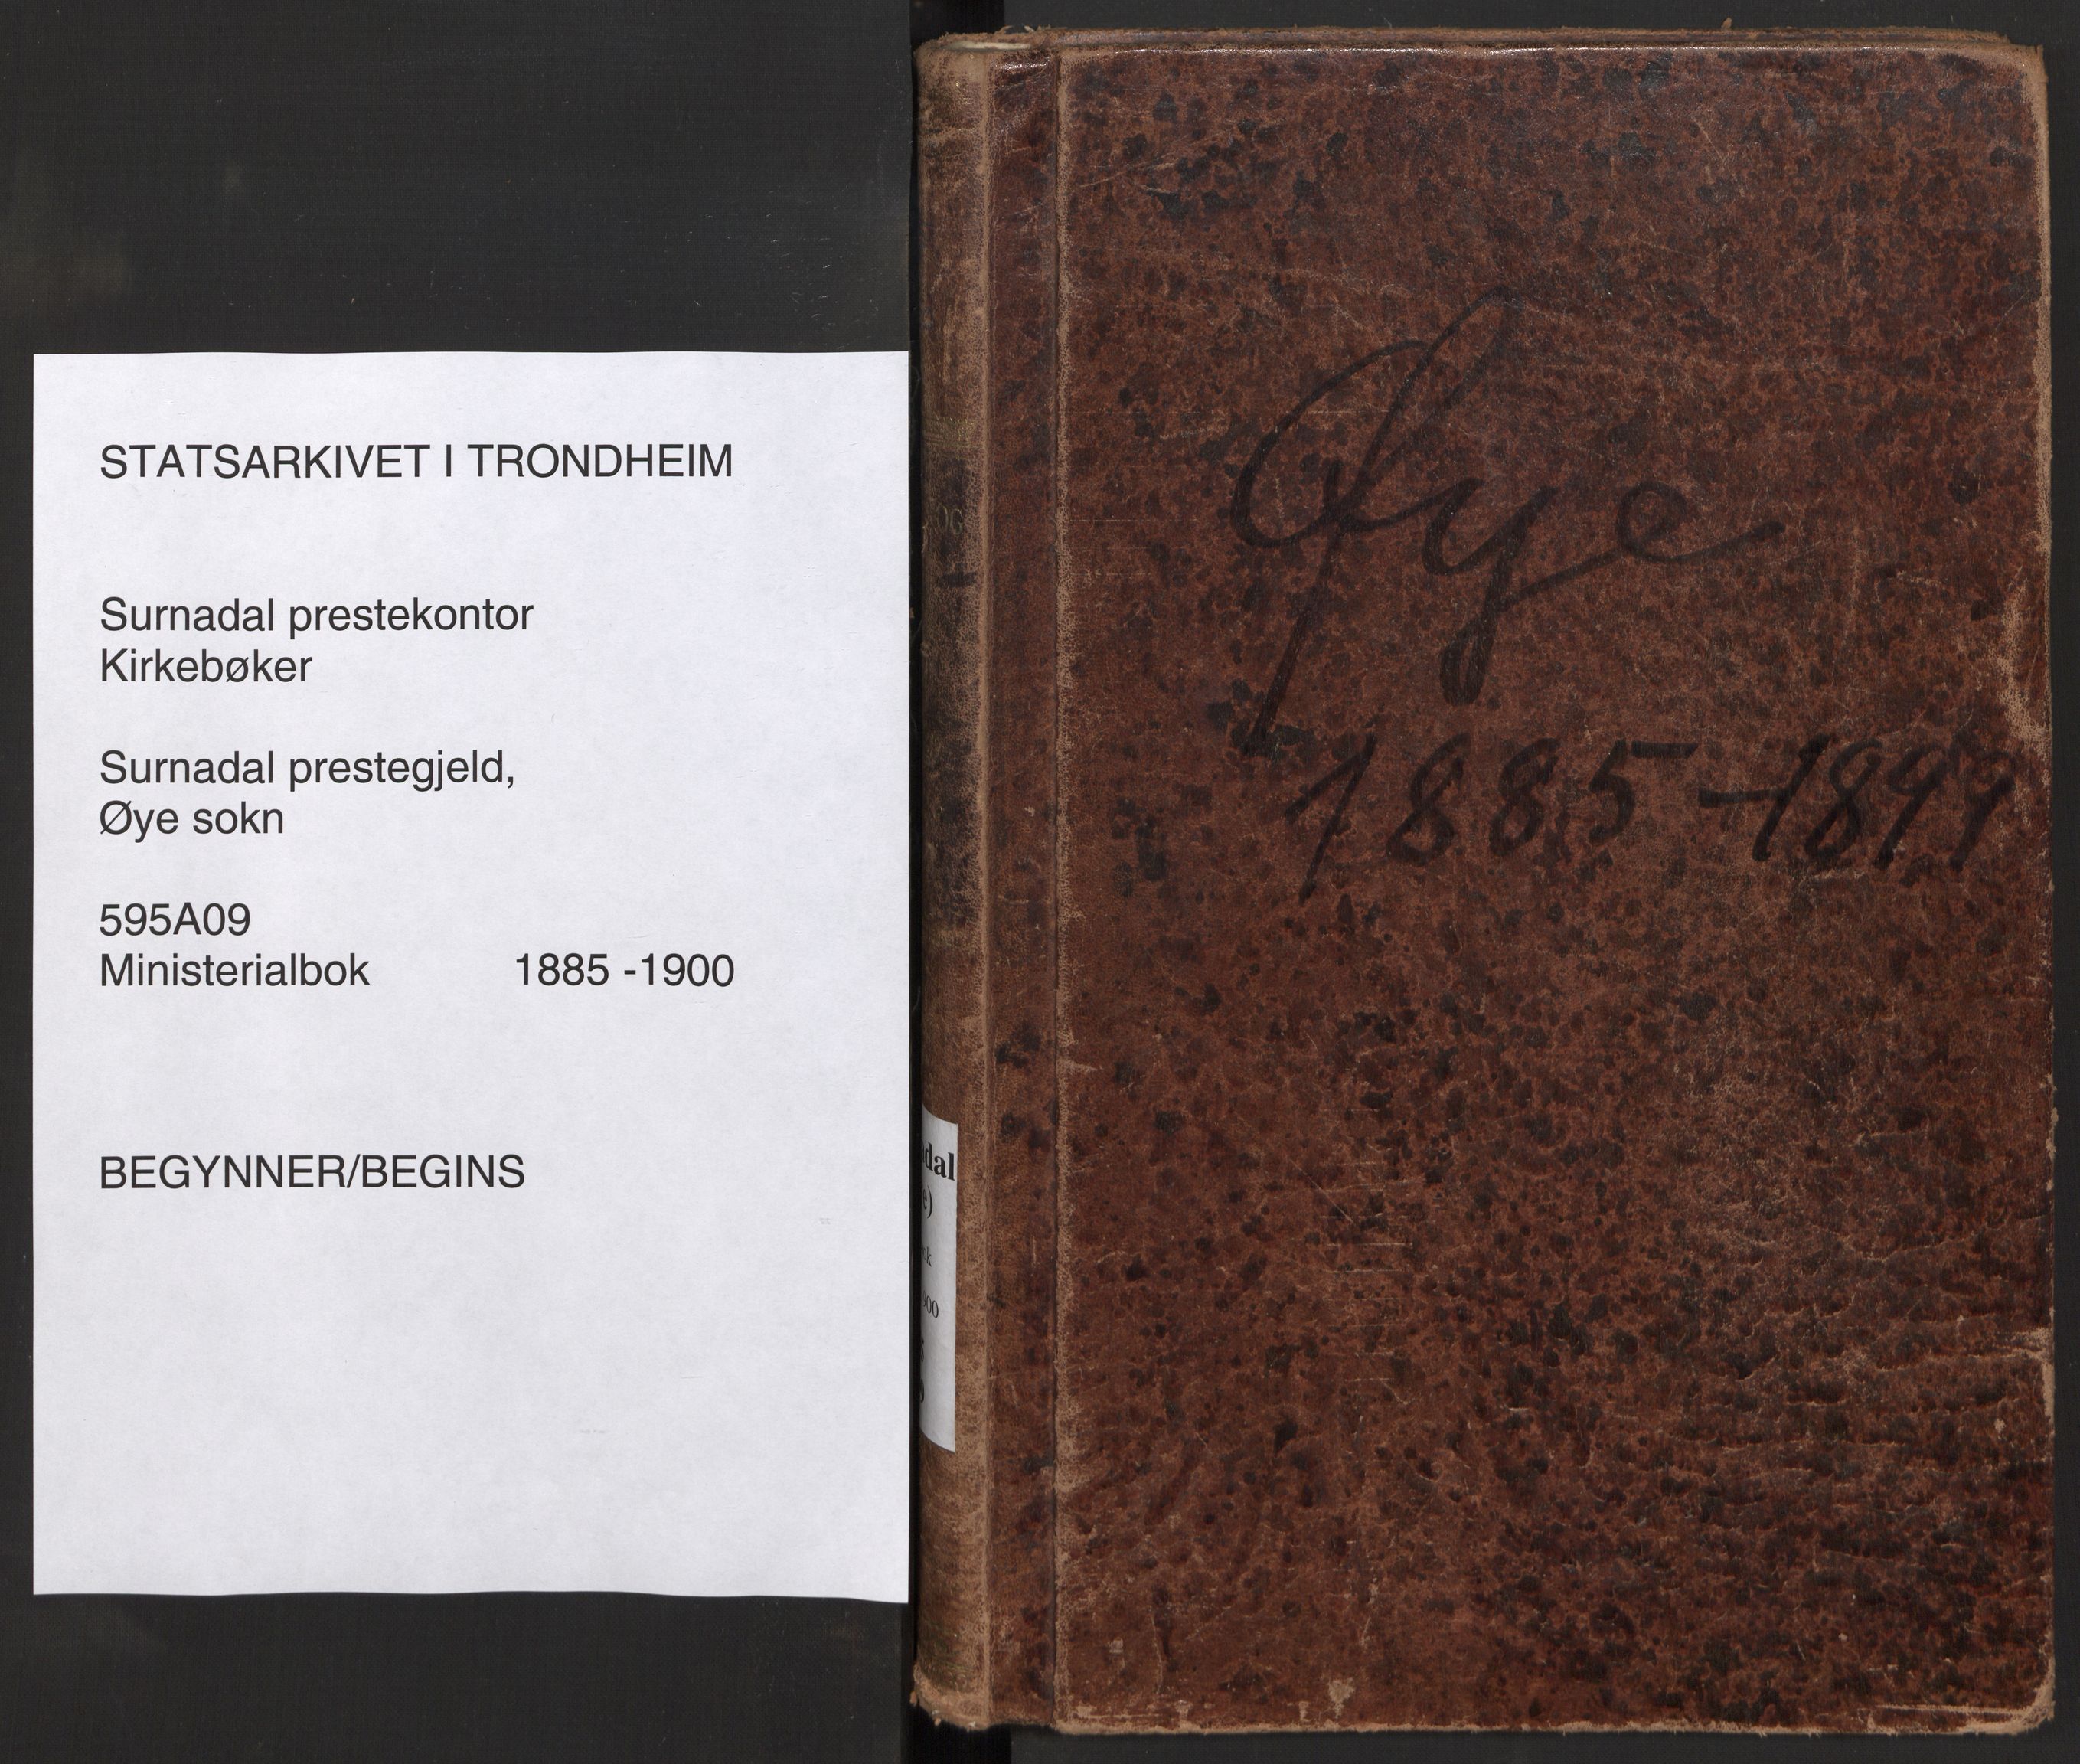 STATSARKIVET I TRONDHEIM
Surnadal prestekontor
Kirkebøker
Surnadal prestegjeld,
Øye sokn
595A09
Ministerialbok 1885 -1900
BEGYNNER/BEGINS
Øye
1885-1899